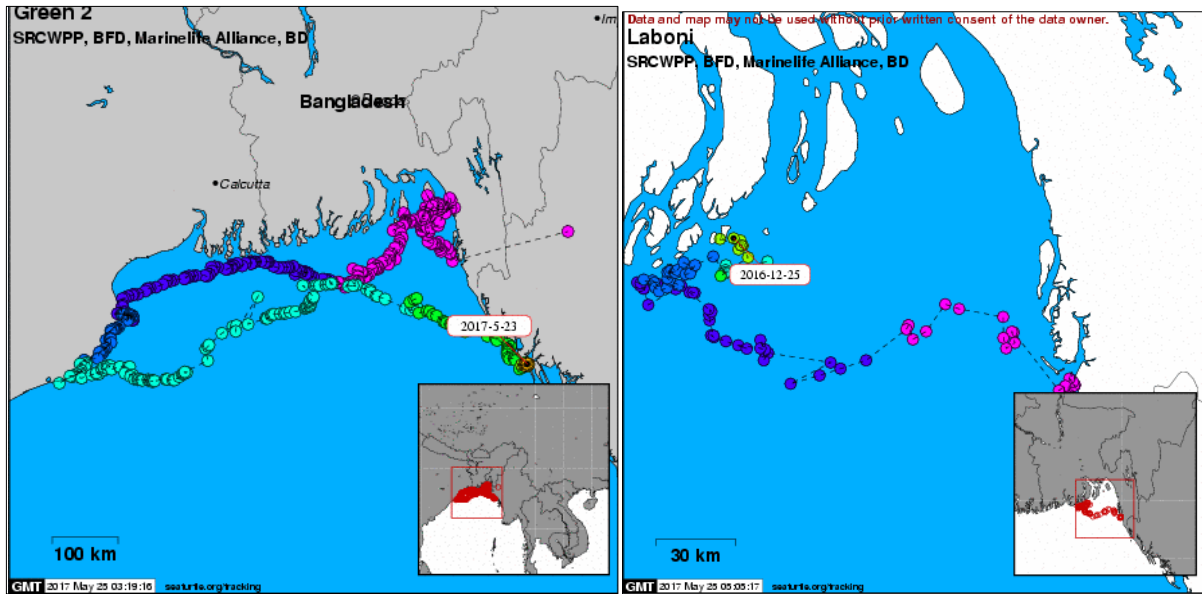 Green 2
SRCWPP, BFD, Marinelife Alliance, BD
Bangladesh
Calcutta
2017-5-23
100 km
GMT 2017 May 25 03:19:16 seaturtle.org/tracking
Data and map may not be used without prior written consent of the data owner.
Laboni
SRCWPP, BFD, Marinelife Alliance, BD
2016-12-25
30 km
GMT 2017 May 25 05:05:17 seaturtle.org/tracking